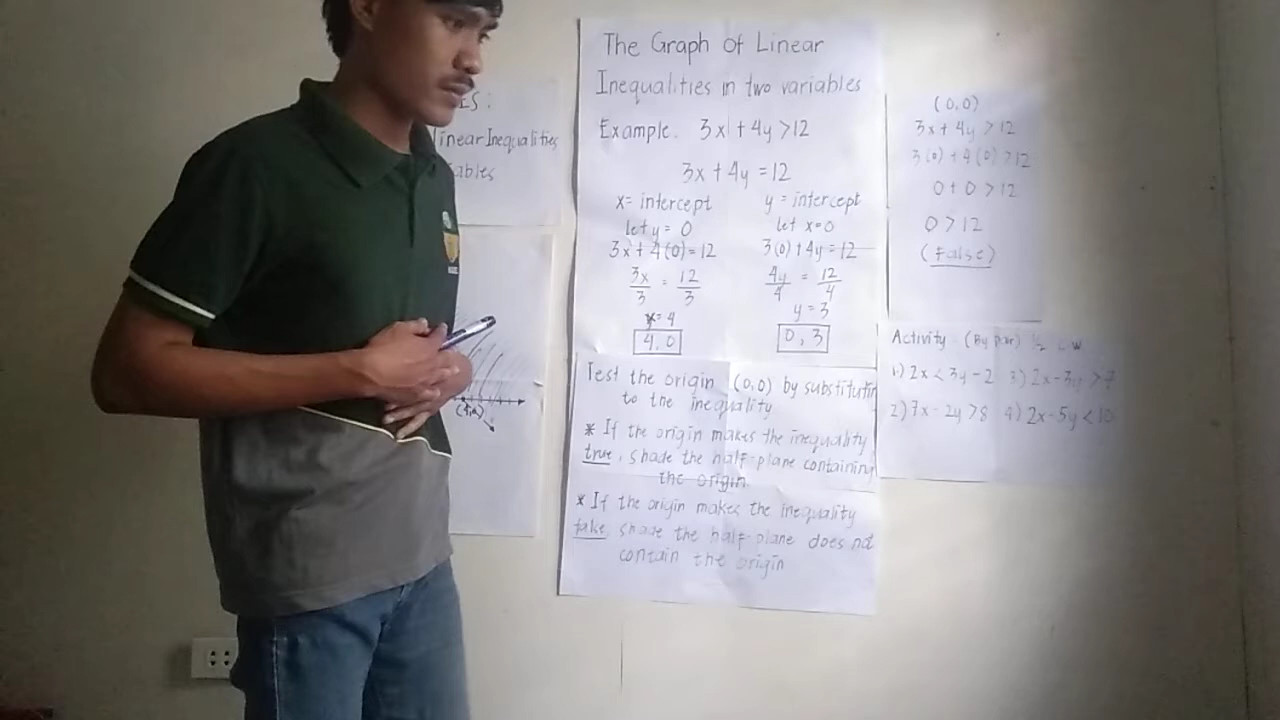 ES:
inear Inequalities
ables
(4,0)
The Graph Of Linear
Inequalities in two variables
Example. 3x + 4y > 12
3x + 4y = 12
x = intercept
let y = 0
3x + 4(0) = 12
3x/3 = 12/3
x = 4
4, 0
y = intercept
let x = 0
3(0) + 4y = 12
4y/4 = 12/4
y = 3
0, 3
Test the origin (0,0) by substitutin
to the inequality
* If the origin makes the inequality
true, shade the half-plane containing
the origin.
* If the origin makes the inequality
false, shade the half-plane does not
contain the origin
(0,0)
3x + 4y > 12
3(0) + 4(0) > 12
0 + 0 > 12
0 > 12
(False)
Activity (By pair) 1/2 c.w
1) 2x < 3y - 2 3) 2x - 3y > 7
2) 7x - 2y > 8 4) 2x - 5y < 10